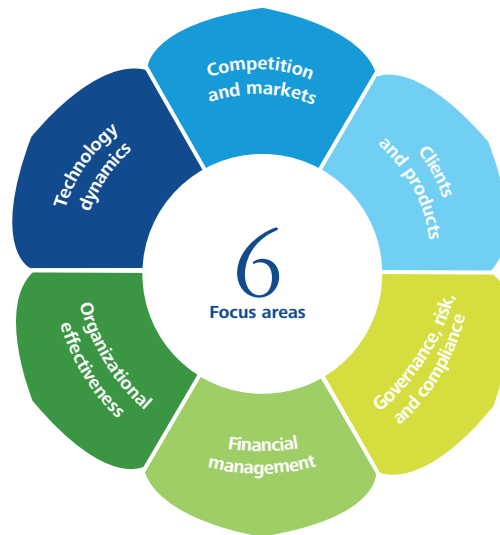 Competition
and markets
Clients
and products
Governance, risk,
and compliance
Financial
management
Organizational
effectiveness
Technology
dynamics
6
Focus areas